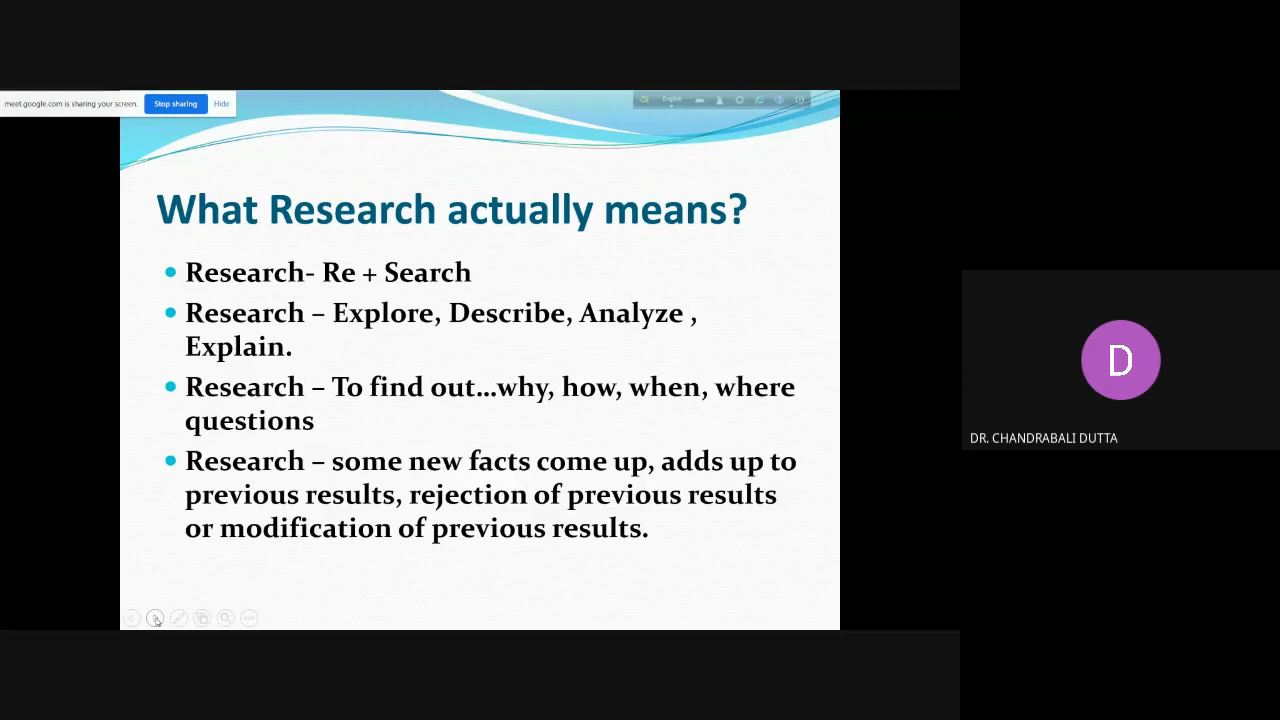 meet.google.com is sharing your screen.
Stop sharing
Hide
English
What Research actually means?
Research- Re + Search
Research – Explore, Describe, Analyze ,
Explain.
Research – To find out...why, how, when, where
questions
Research – some new facts come up, adds up to
previous results, rejection of previous results
or modification of previous results.
D
DR. CHANDRABALI DUTTA